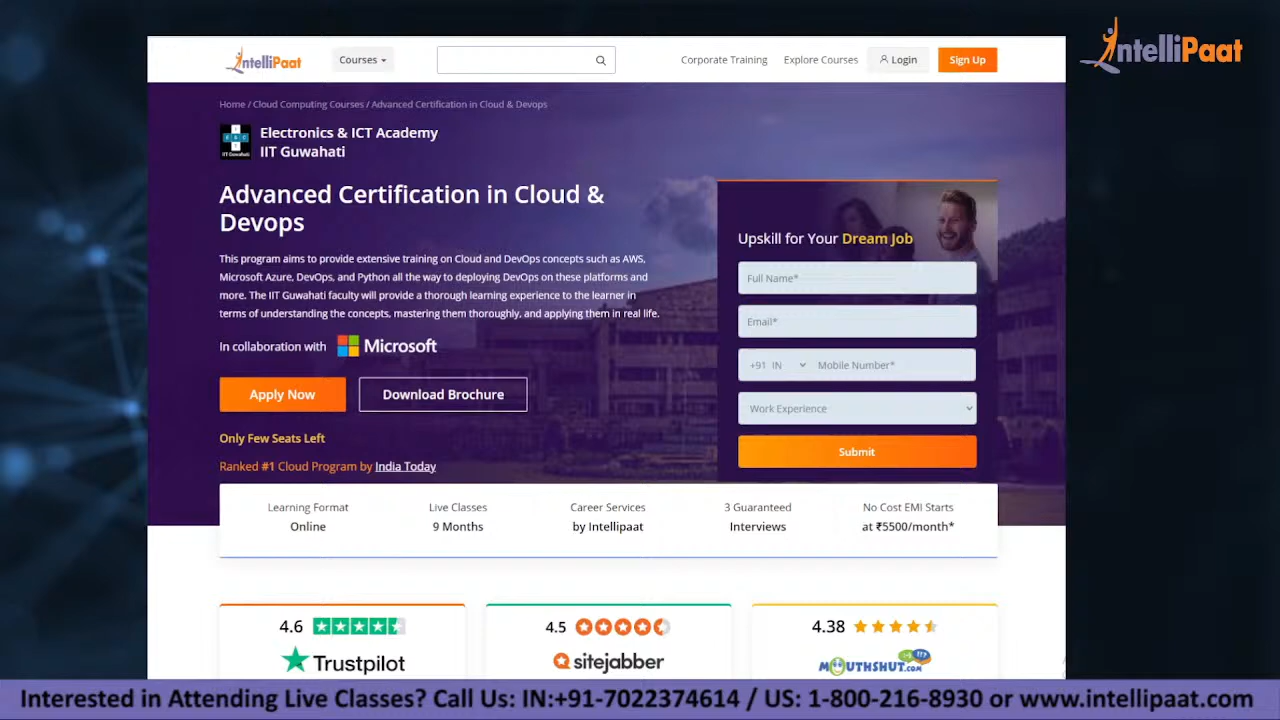 IntelliPaat
IntelliPaat
Courses
Corporate Training
Explore Courses
Login
Sign Up
Home / Cloud Computing Courses / Advanced Certification in Cloud & Devops
Electronics & ICT Academy
IIT Guwahati
IIT Guwahati
Advanced Certification in Cloud &
Devops
This program aims to provide extensive training on Cloud and DevOps concepts such as AWS,
Microsoft Azure, DevOps, and Python all the way to deploying DevOps on these platforms and
more. The IIT Guwahati faculty will provide a thorough learning experience to the learner in
terms of understanding the concepts, mastering them thoroughly, and applying them in real life.
In collaboration with Microsoft
Apply Now
Download Brochure
Only Few Seats Left
Ranked #1 Cloud Program by India Today
Upskill for Your Dream Job
Full Name*
Email*
+91 IN Mobile Number*
Work Experience
Submit
Learning Format
Online
Live Classes
9 Months
Career Services
by Intellipaat
3 Guaranteed
Interviews
No Cost EMI Starts
at ₹5500/month*
4.6
Trustpilot
4.5
sitejabber
4.38
MOUTHSHUT.COM
Interested in Attending Live Classes? Call Us: IN:+91-7022374614 / US: 1-800-216-8930 or www.intellipaat.com